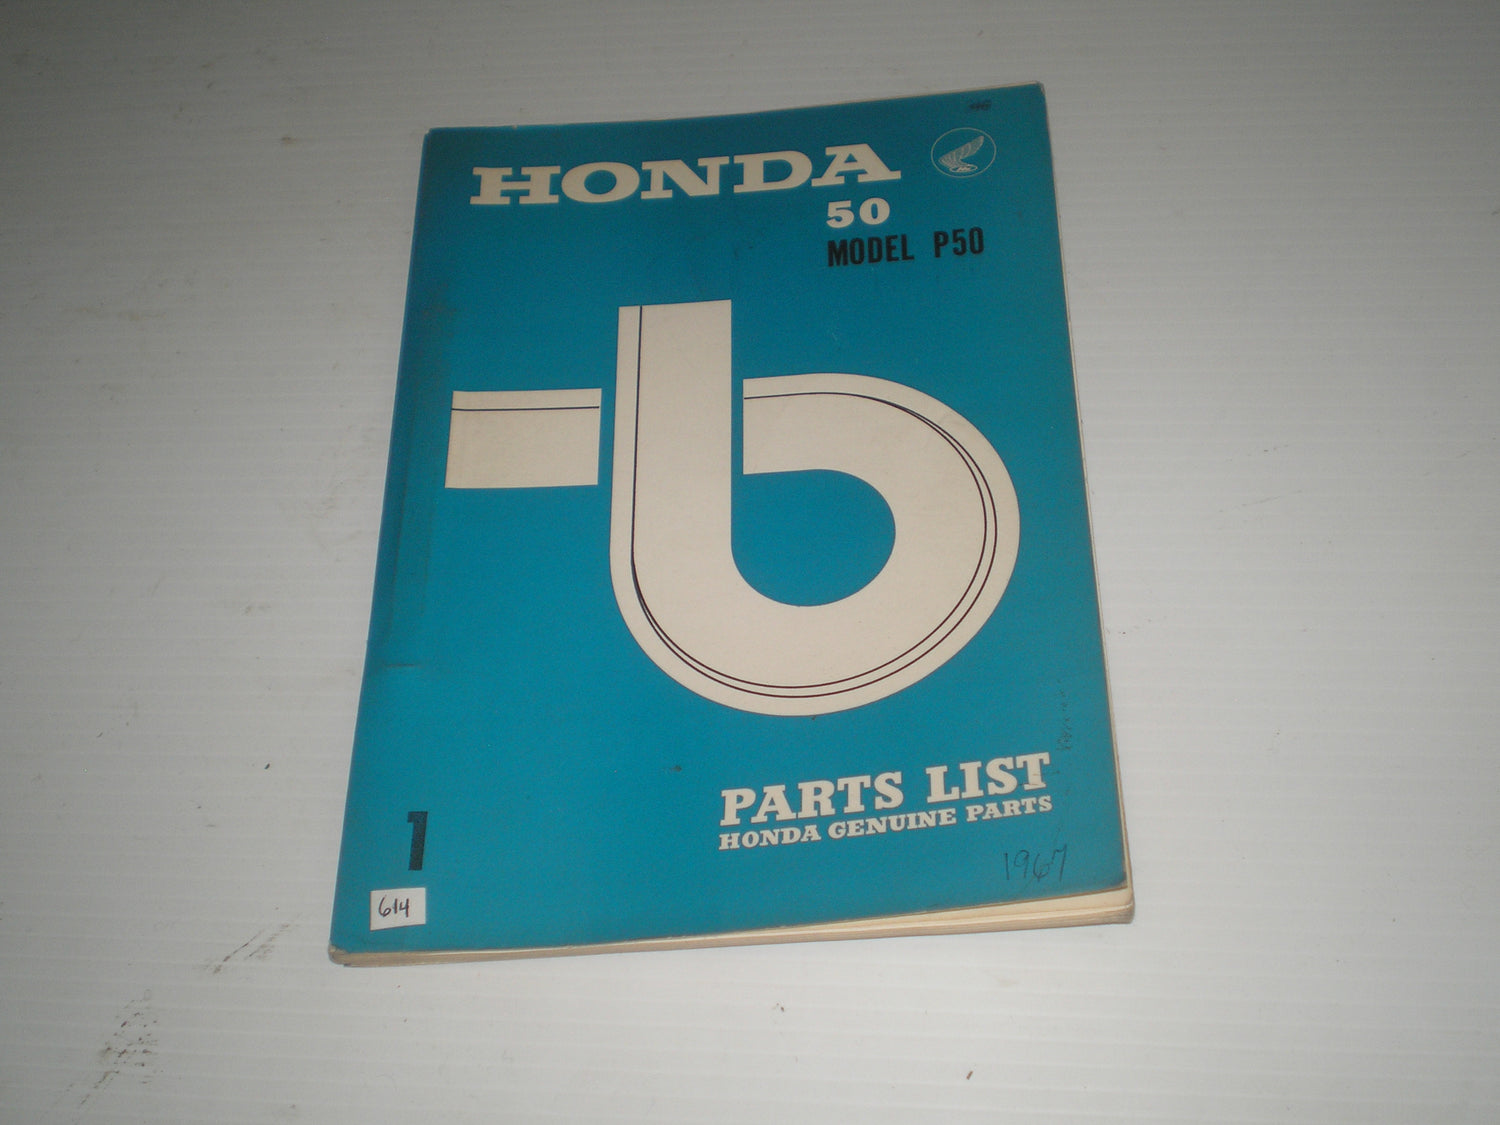 HONDA
50
MODEL P50
b
PARTS LIST
HONDA GENUINE PARTS
1967
1
614